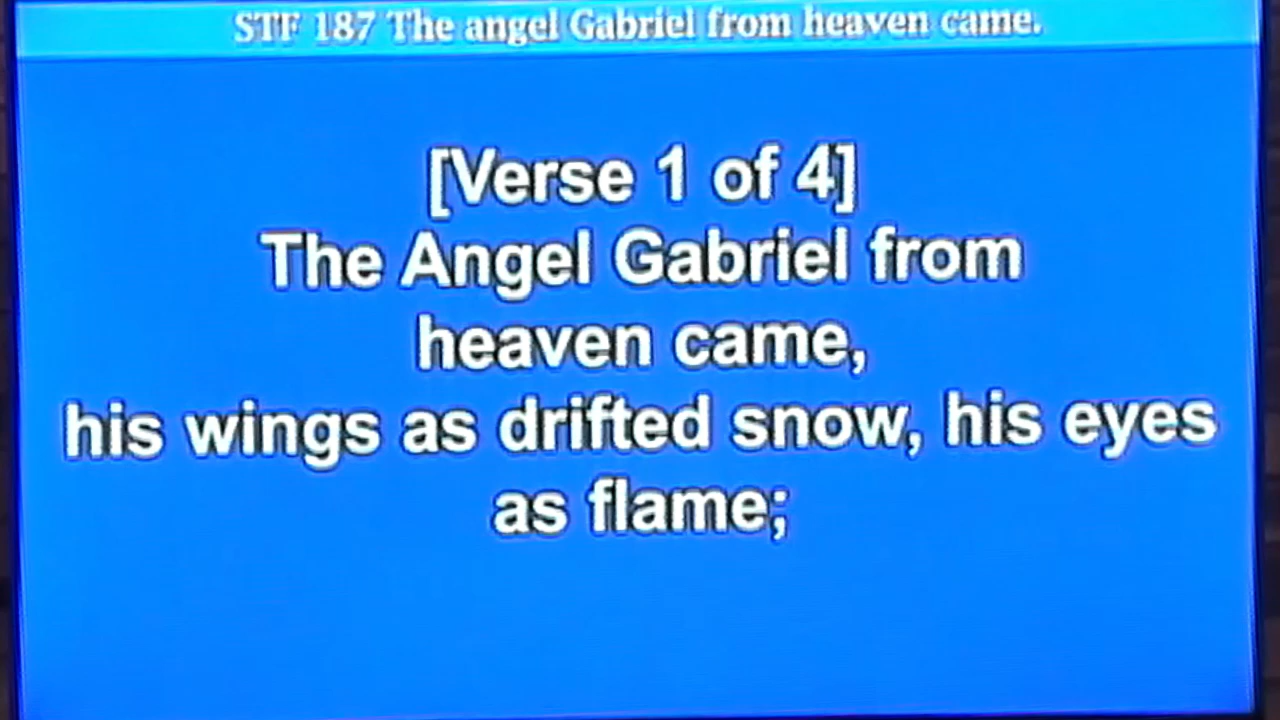 STF 187 The angel Gabriel from heaven came.
[Verse 1 of 4]
The Angel Gabriel from
heaven came,
his wings as drifted snow, his eyes
as flame;